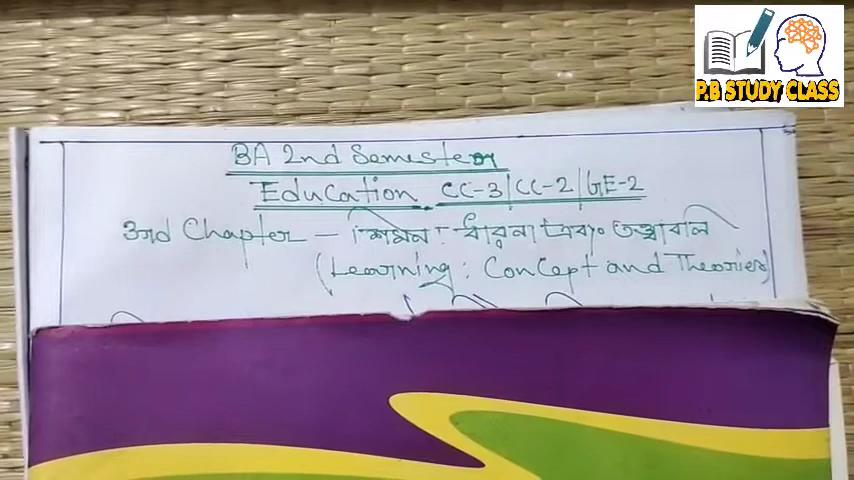 P.B STUDY CLASS
BA 2nd Semester
Education CC-3/CC-2/GE-2
3rd Chapter - শিখন: ধারনা এবং তত্ত্বাবলি
(Learning: Concept and Theories)